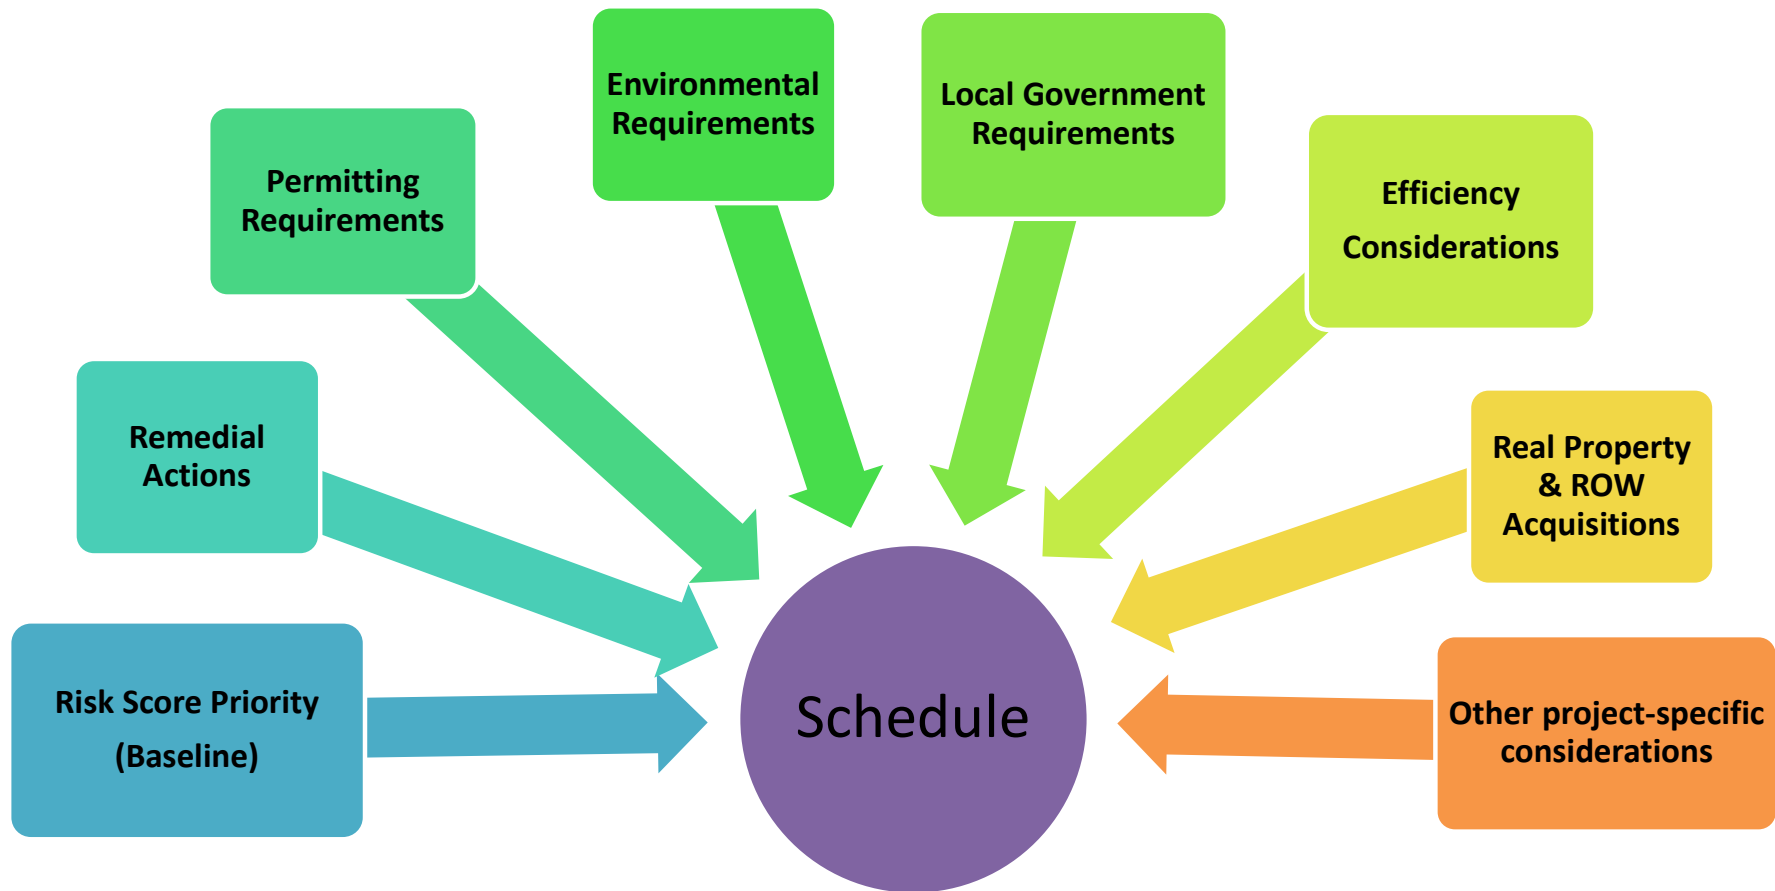 Environmental
Requirements
Local Government
Requirements
Permitting
Requirements
Efficiency
Considerations
Remedial
Actions
Real Property
& ROW
Acquisitions
Risk Score Priority
(Baseline)
Schedule
Other project-specific
considerations